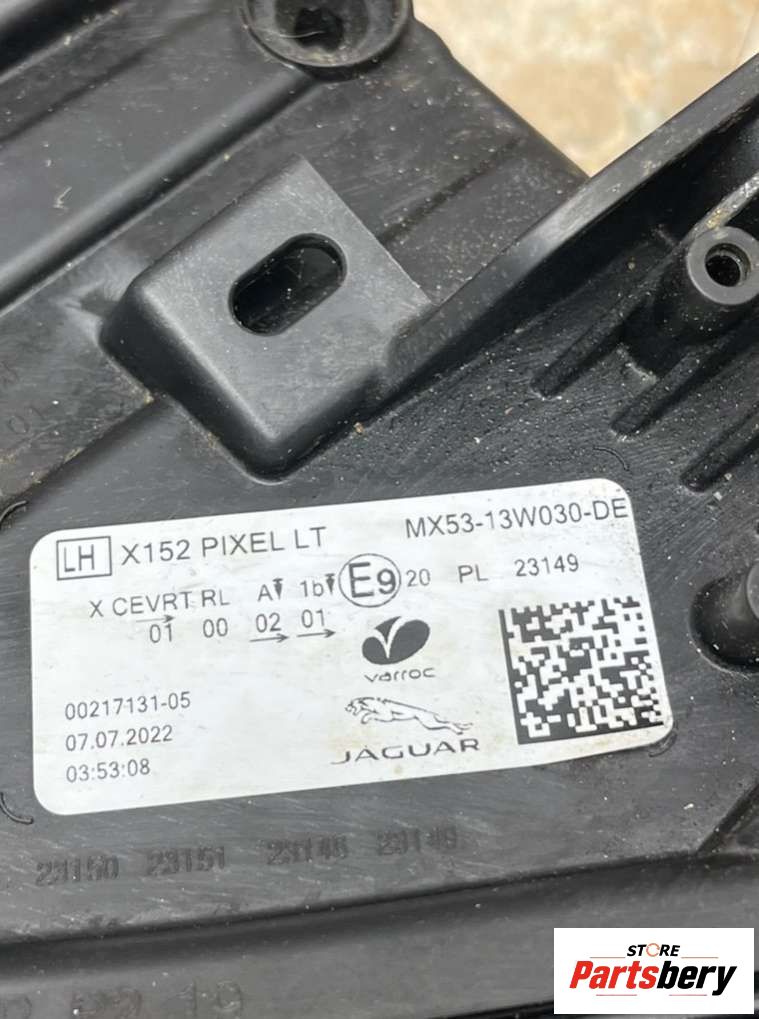 LH X152 PIXEL LT MX53-13W030-DE
X CEVRT RL A 1b E9 20 PL 23149
01 00 02 01
varroc
00217131-05
07.07.2022
03:53:08
JAGUAR
23150 23151 23148 23149
STORE
Partsbery